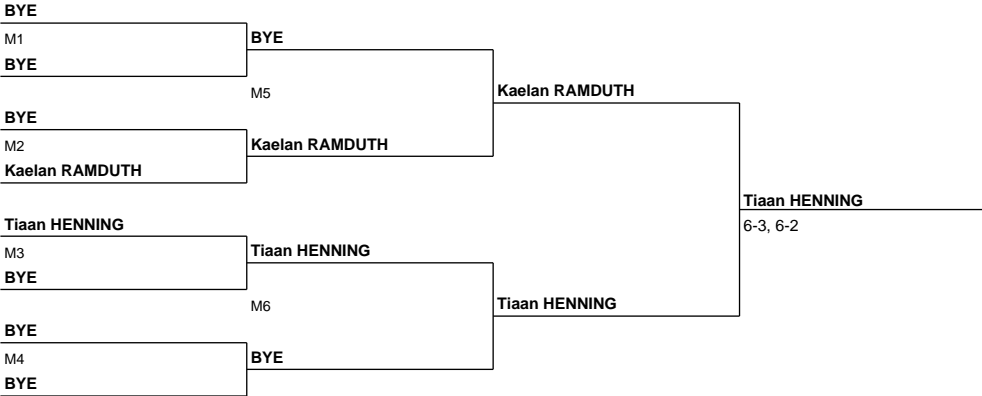 BYE
M1
BYE
BYE
M5
BYE
M2
Kaelan RAMDUTH
Kaelan RAMDUTH
Kaelan RAMDUTH
Tiaan HENNING
M3
BYE
Tiaan HENNING
M6
BYE
M4
BYE
BYE
Tiaan HENNING
Tiaan HENNING
6-3, 6-2